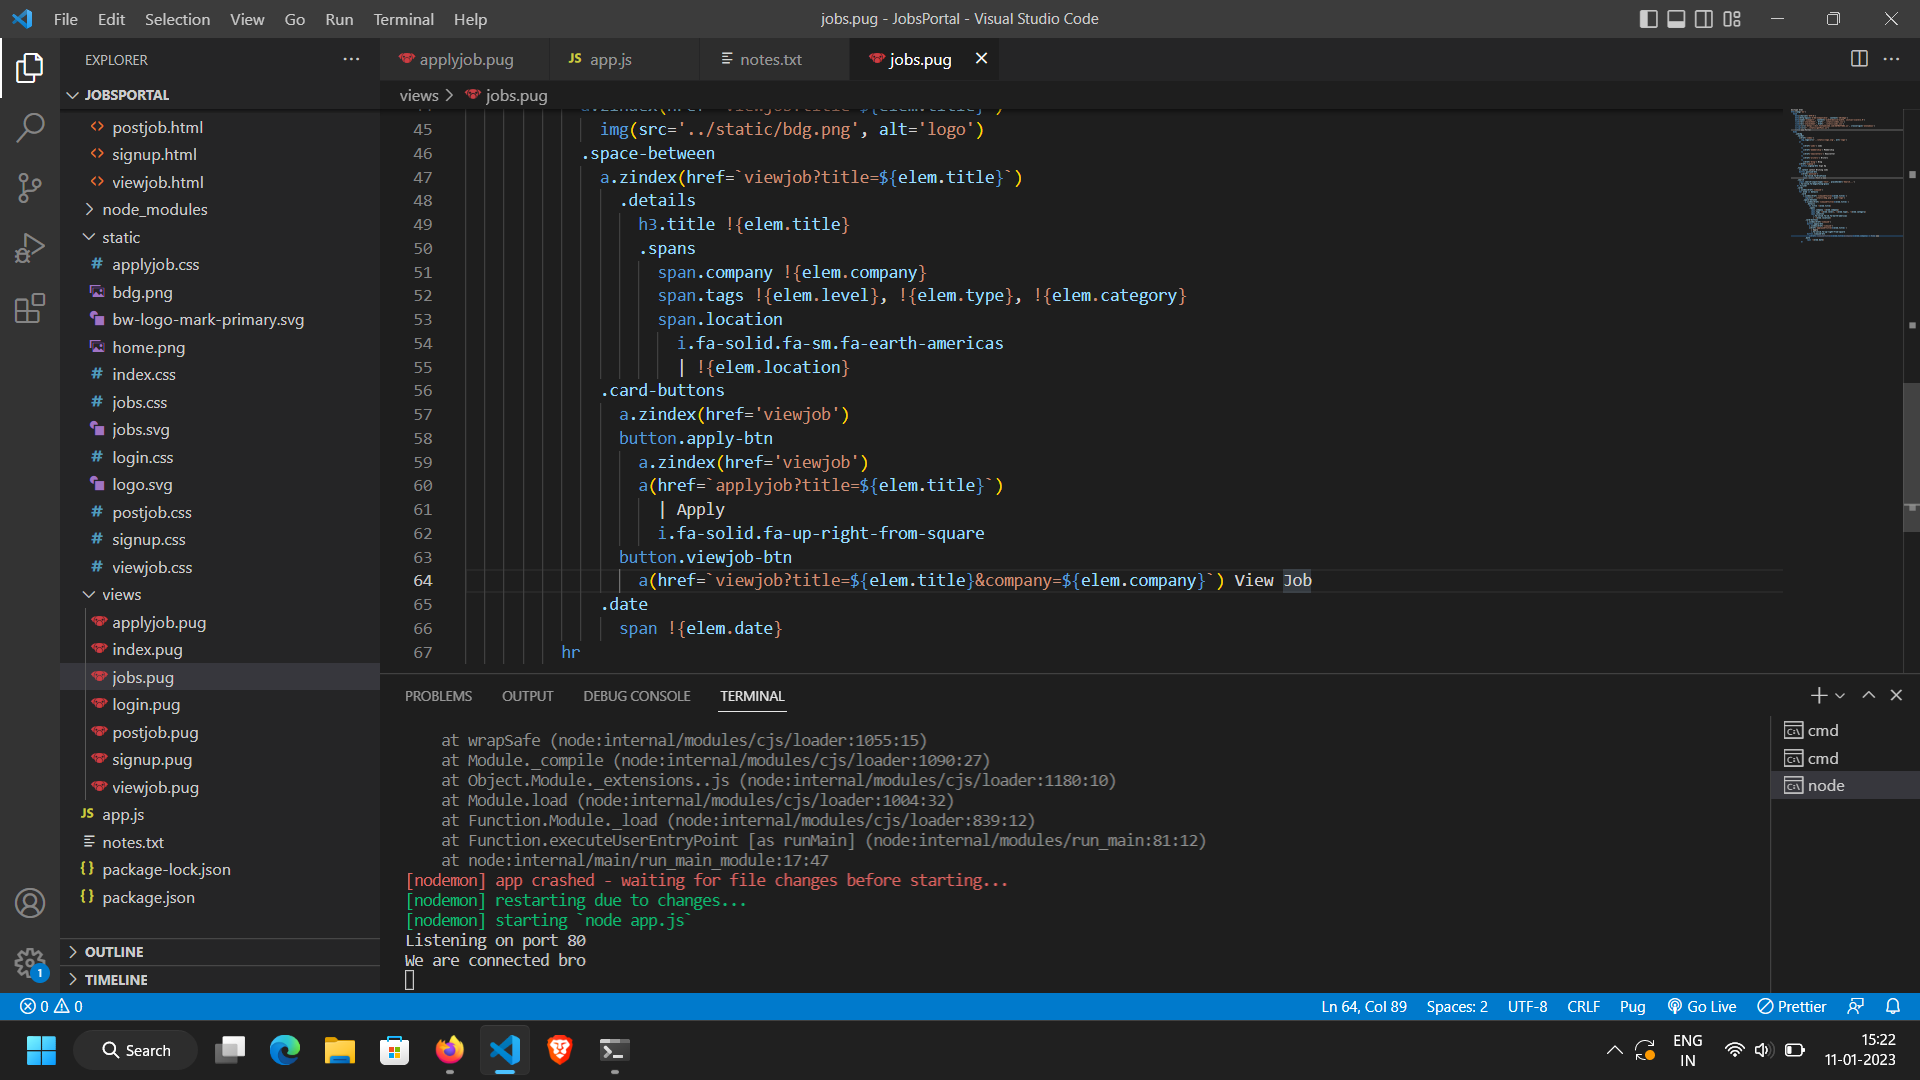 File Edit Selection View Go Run Terminal Help
jobs.pug - JobsPortal - Visual Studio Code
EXPLORER
JOBSPORTAL
postjob.html
signup.html
viewjob.html
node_modules
static
# applyjob.css
bdg.png
bw-logo-mark-primary.svg
home.png
# index.css
# jobs.css
jobs.svg
# login.css
logo.svg
# postjob.css
# signup.css
# viewjob.css
views
applyjob.pug
index.pug
jobs.pug
login.pug
postjob.pug
signup.pug
viewjob.pug
JS app.js
notes.txt
{} package-lock.json
{} package.json
OUTLINE
TIMELINE
applyjob.pug JS app.js notes.txt jobs.pug
views > jobs.pug
45 img(src='../static/bdg.png', alt='logo')
46 .space-between
47 a.zindex(href=`viewjob?title=${elem.title}`)
48 .details
49 h3.title !{elem.title}
50 .spans
51 span.company !{elem.company}
52 span.tags !{elem.level}, !{elem.type}, !{elem.category}
53 span.location
54 i.fa-solid.fa-sm.fa-earth-americas
55 | !{elem.location}
56 .card-buttons
57 a.zindex(href='viewjob')
58 button.apply-btn
59 a.zindex(href='viewjob')
60 a(href=`applyjob?title=${elem.title}`)
61 | Apply
62 i.fa-solid.fa-up-right-from-square
63 button.viewjob-btn
64 a(href=`viewjob?title=${elem.title}&company=${elem.company}`) View Job
65 .date
66 span !{elem.date}
67 hr
PROBLEMS OUTPUT DEBUG CONSOLE TERMINAL
at wrapSafe (node:internal/modules/cjs/loader:1055:15)
at Module._compile (node:internal/modules/cjs/loader:1090:27)
at Object.Module._extensions..js (node:internal/modules/cjs/loader:1180:10)
at Module.load (node:internal/modules/cjs/loader:1004:32)
at Function.Module._load (node:internal/modules/cjs/loader:839:12)
at Function.executeUserEntryPoint [as runMain] (node:internal/modules/run_main:81:12)
at node:internal/main/run_main_module:17:47
[nodemon] app crashed - waiting for file changes before starting...
[nodemon] restarting due to changes...
[nodemon] starting `node app.js`
Listening on port 80
We are connected bro
cmd
cmd
node
1
0 0
Ln 64, Col 89 Spaces: 2 UTF-8 CRLF Pug Go Live Prettier
Search
ENG
IN
15:22
11-01-2023